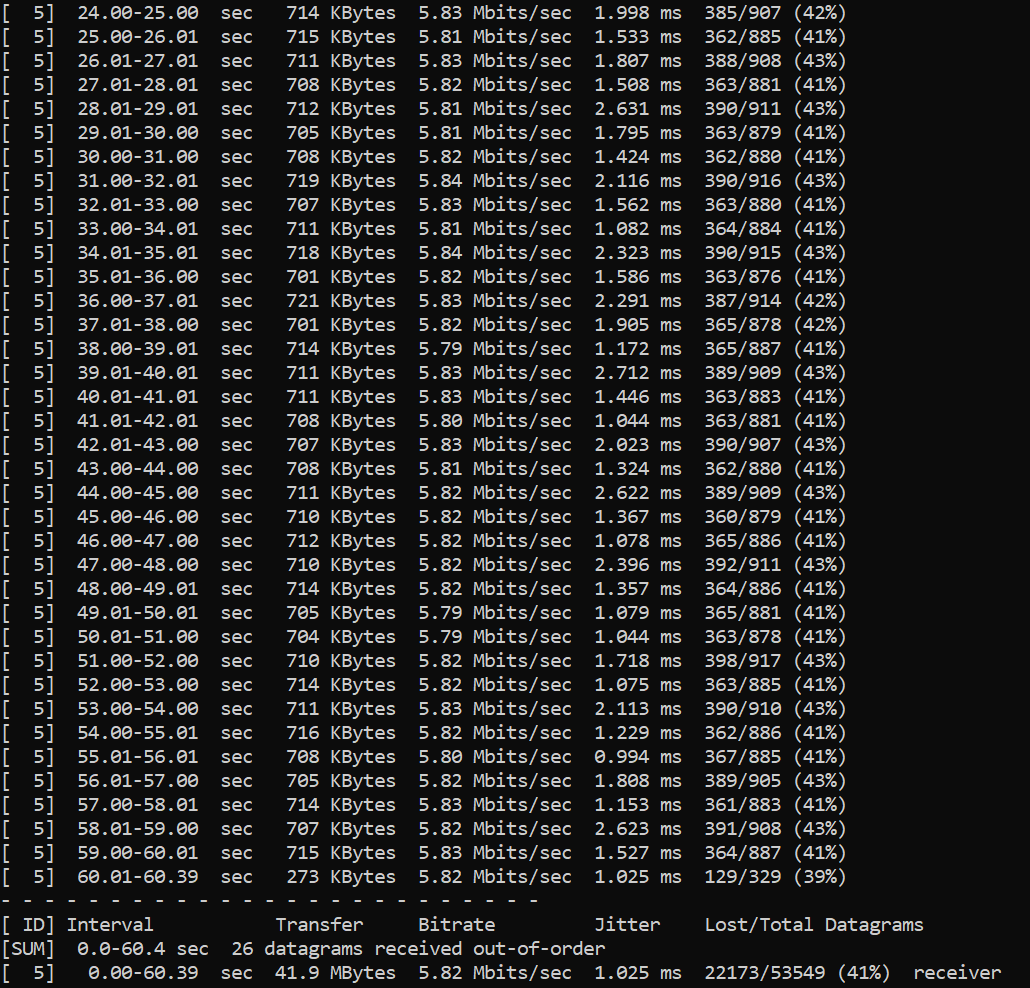 [  5]  24.00-25.00  sec   714 KBytes  5.83 Mbits/sec  1.998 ms  385/907 (42%)
[  5]  25.00-26.01  sec   715 KBytes  5.81 Mbits/sec  1.533 ms  362/885 (41%)
[  5]  26.01-27.01  sec   711 KBytes  5.83 Mbits/sec  1.807 ms  388/908 (43%)
[  5]  27.01-28.01  sec   708 KBytes  5.82 Mbits/sec  1.508 ms  363/881 (41%)
[  5]  28.01-29.01  sec   712 KBytes  5.81 Mbits/sec  2.631 ms  390/911 (43%)
[  5]  29.01-30.00  sec   705 KBytes  5.81 Mbits/sec  1.795 ms  363/879 (41%)
[  5]  30.00-31.00  sec   708 KBytes  5.82 Mbits/sec  1.424 ms  362/880 (41%)
[  5]  31.00-32.01  sec   719 KBytes  5.84 Mbits/sec  2.116 ms  390/916 (43%)
[  5]  32.01-33.00  sec   707 KBytes  5.83 Mbits/sec  1.562 ms  363/880 (41%)
[  5]  33.00-34.01  sec   711 KBytes  5.81 Mbits/sec  1.082 ms  364/884 (41%)
[  5]  34.01-35.01  sec   718 KBytes  5.84 Mbits/sec  2.323 ms  390/915 (43%)
[  5]  35.01-36.00  sec   701 KBytes  5.82 Mbits/sec  1.586 ms  363/876 (41%)
[  5]  36.00-37.01  sec   721 KBytes  5.83 Mbits/sec  2.291 ms  387/914 (42%)
[  5]  37.01-38.00  sec   701 KBytes  5.82 Mbits/sec  1.905 ms  365/878 (42%)
[  5]  38.00-39.01  sec   714 KBytes  5.79 Mbits/sec  1.172 ms  365/887 (41%)
[  5]  39.01-40.01  sec   711 KBytes  5.83 Mbits/sec  2.712 ms  389/909 (43%)
[  5]  40.01-41.01  sec   711 KBytes  5.83 Mbits/sec  1.446 ms  363/883 (41%)
[  5]  41.01-42.01  sec   708 KBytes  5.80 Mbits/sec  1.044 ms  363/881 (41%)
[  5]  42.01-43.00  sec   707 KBytes  5.83 Mbits/sec  2.023 ms  390/907 (43%)
[  5]  43.00-44.00  sec   708 KBytes  5.81 Mbits/sec  1.324 ms  362/880 (41%)
[  5]  44.00-45.00  sec   711 KBytes  5.82 Mbits/sec  2.622 ms  389/909 (43%)
[  5]  45.00-46.00  sec   710 KBytes  5.82 Mbits/sec  1.367 ms  360/879 (41%)
[  5]  46.00-47.00  sec   712 KBytes  5.82 Mbits/sec  1.078 ms  365/886 (41%)
[  5]  47.00-48.00  sec   710 KBytes  5.82 Mbits/sec  2.396 ms  392/911 (43%)
[  5]  48.00-49.01  sec   714 KBytes  5.82 Mbits/sec  1.357 ms  364/886 (41%)
[  5]  49.01-50.01  sec   705 KBytes  5.79 Mbits/sec  1.079 ms  365/881 (41%)
[  5]  50.01-51.00  sec   704 KBytes  5.79 Mbits/sec  1.044 ms  363/878 (41%)
[  5]  51.00-52.00  sec   710 KBytes  5.82 Mbits/sec  1.718 ms  398/917 (43%)
[  5]  52.00-53.00  sec   714 KBytes  5.82 Mbits/sec  1.075 ms  363/885 (41%)
[  5]  53.00-54.00  sec   711 KBytes  5.83 Mbits/sec  2.113 ms  390/910 (43%)
[  5]  54.00-55.01  sec   716 KBytes  5.82 Mbits/sec  1.229 ms  362/886 (41%)
[  5]  55.01-56.01  sec   708 KBytes  5.80 Mbits/sec  0.994 ms  367/885 (41%)
[  5]  56.01-57.00  sec   705 KBytes  5.82 Mbits/sec  1.808 ms  389/905 (43%)
[  5]  57.00-58.01  sec   714 KBytes  5.83 Mbits/sec  1.153 ms  361/883 (41%)
[  5]  58.01-59.00  sec   707 KBytes  5.82 Mbits/sec  2.623 ms  391/908 (43%)
[  5]  59.00-60.01  sec   715 KBytes  5.83 Mbits/sec  1.527 ms  364/887 (41%)
[  5]  60.01-60.39  sec   273 KBytes  5.82 Mbits/sec  1.025 ms  129/329 (39%)
- - - - - - - - - - - - - - - - - - - - - - - - -
[ ID] Interval           Transfer     Bitrate         Jitter    Lost/Total Datagrams
[SUM]  0.0-60.4 sec  26 datagrams received out-of-order
[  5]   0.00-60.39  sec  41.9 MBytes  5.82 Mbits/sec  1.025 ms  22173/53549 (41%)  receiver